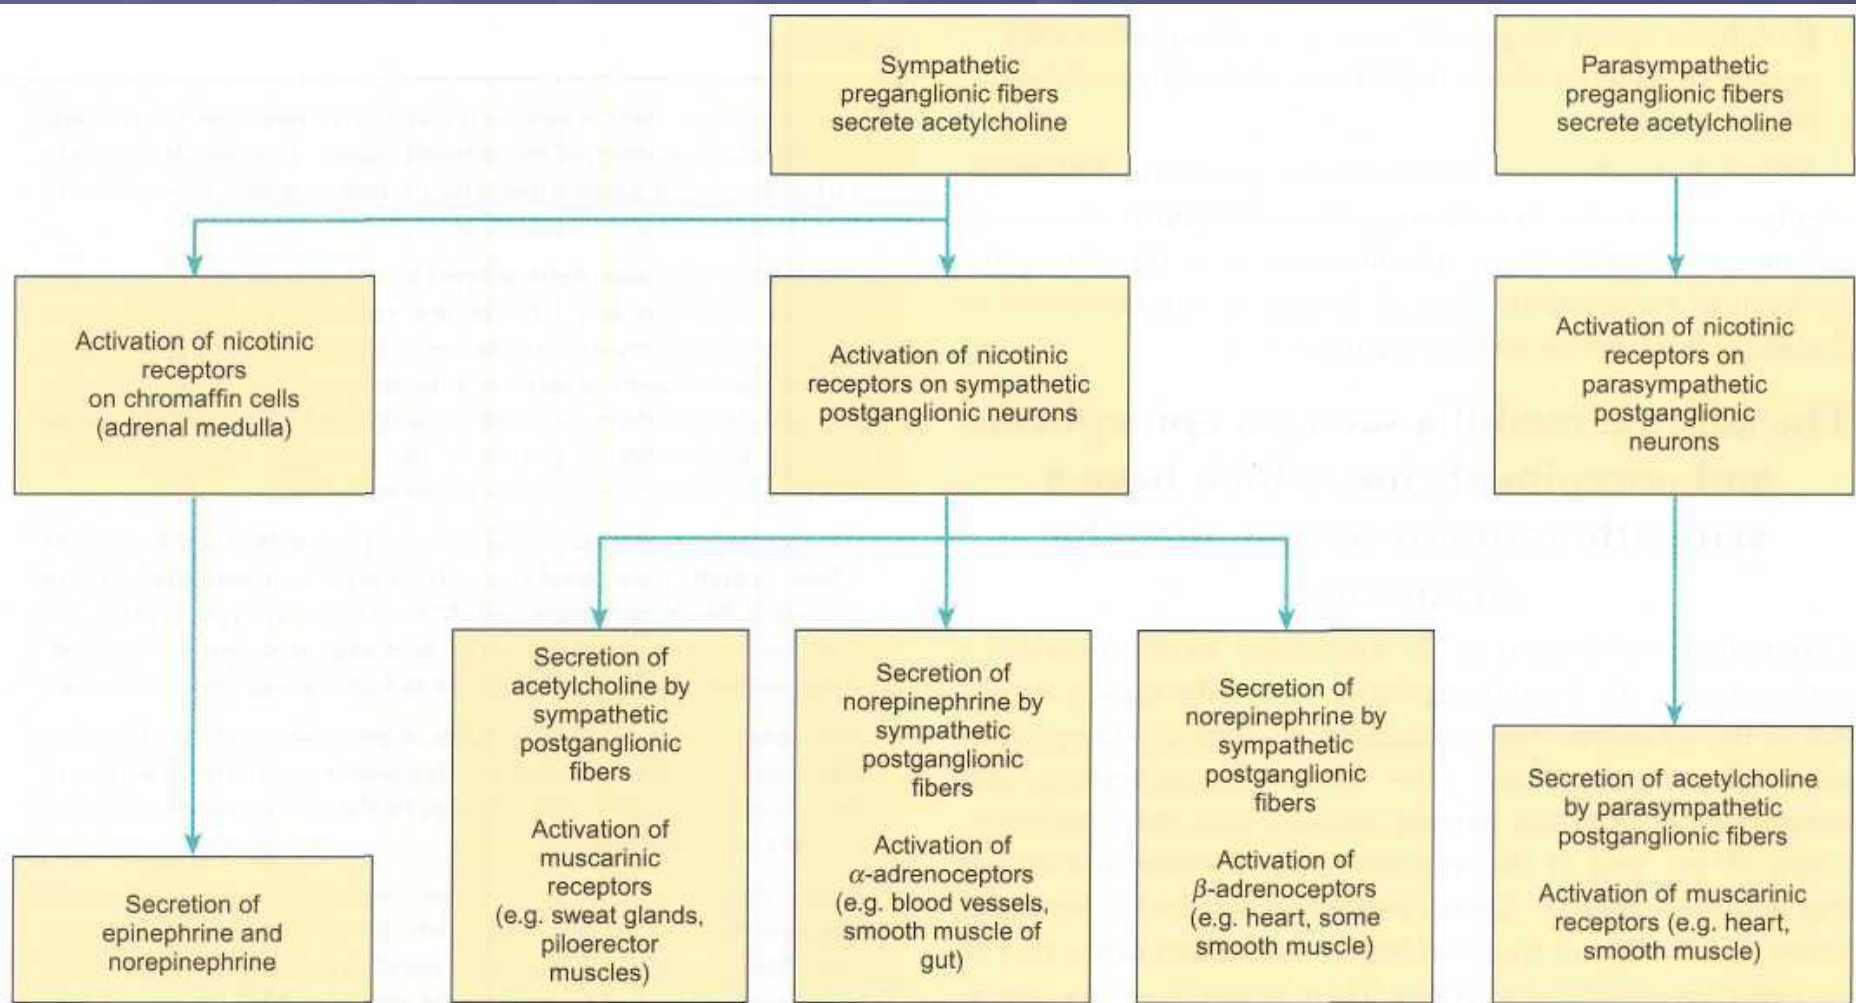 Sympathetic
preganglionic fibers
secrete acetylcholine
Parasympathetic
preganglionic fibers
secrete acetylcholine
Activation of nicotinic
receptors
on chromaffin cells
(adrenal medulla)
Activation of nicotinic
receptors on sympathetic
postganglionic neurons
Activation of nicotinic
receptors on
parasympathetic
postganglionic
neurons
Secretion of
epinephrine and
norepinephrine
Secretion of
acetylcholine by
sympathetic
postganglionic
fibers
Activation of
muscarinic
receptors
(e.g. sweat glands,
piloerector
muscles)
Secretion of
norepinephrine by
sympathetic
postganglionic
fibers
Activation of
α-adrenoceptors
(e.g. blood vessels,
smooth muscle of
gut)
Secretion of
norepinephrine by
sympathetic
postganglionic
fibers
Activation of
β-adrenoceptors
(e.g. heart, some
smooth muscle)
Secretion of acetylcholine
by parasympathetic
postganglionic fibers
Activation of muscarinic
receptors (e.g. heart,
smooth muscle)